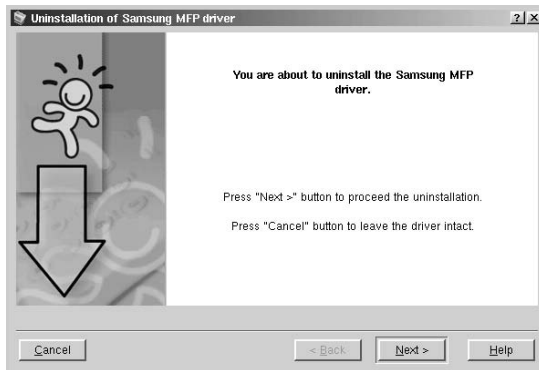 Uninstallation of Samsung MFP driver
You are about to uninstall the Samsung MFP
driver.
Press "Next >" button to proceed the uninstallation.
Press "Cancel" button to leave the driver intact.
Cancel
< Back
Next >
Help